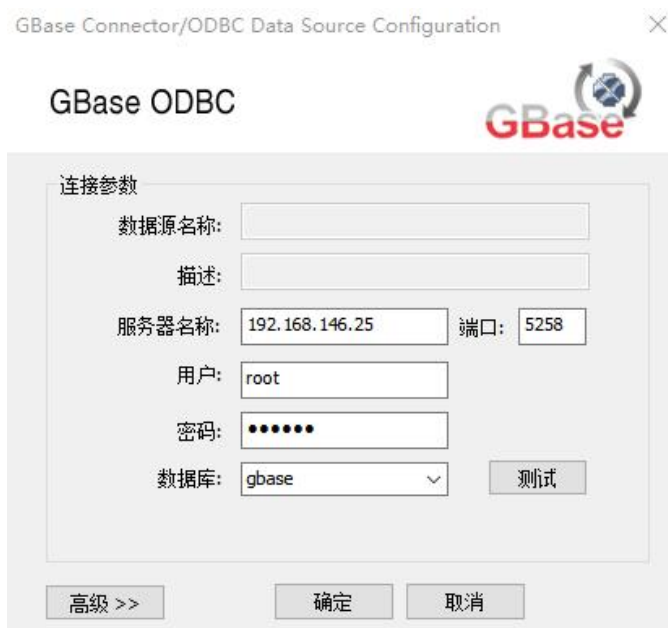 GBase Connector/ODBC Data Source Configuration
GBase ODBC
GBase
连接参数
数据源名称:
描述:
服务器名称: 192.168.146.25 端口: 5258
用户: root
密码: ●●●●●●
数据库: gbase 测试
高级 >> 确定 取消